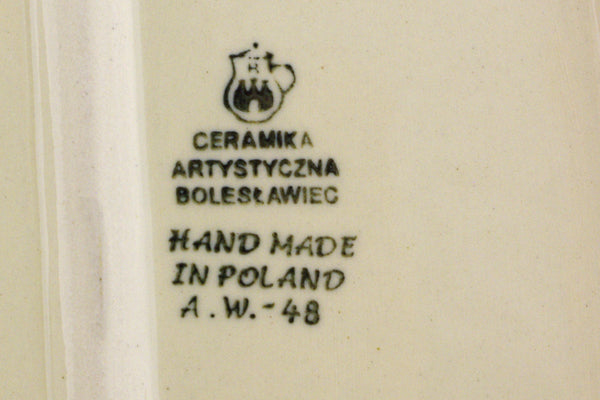 R
CERAMIKA
ARTYSTYCZNA
BOLESŁAWIEC
HAND MADE
IN POLAND
A.W.-48